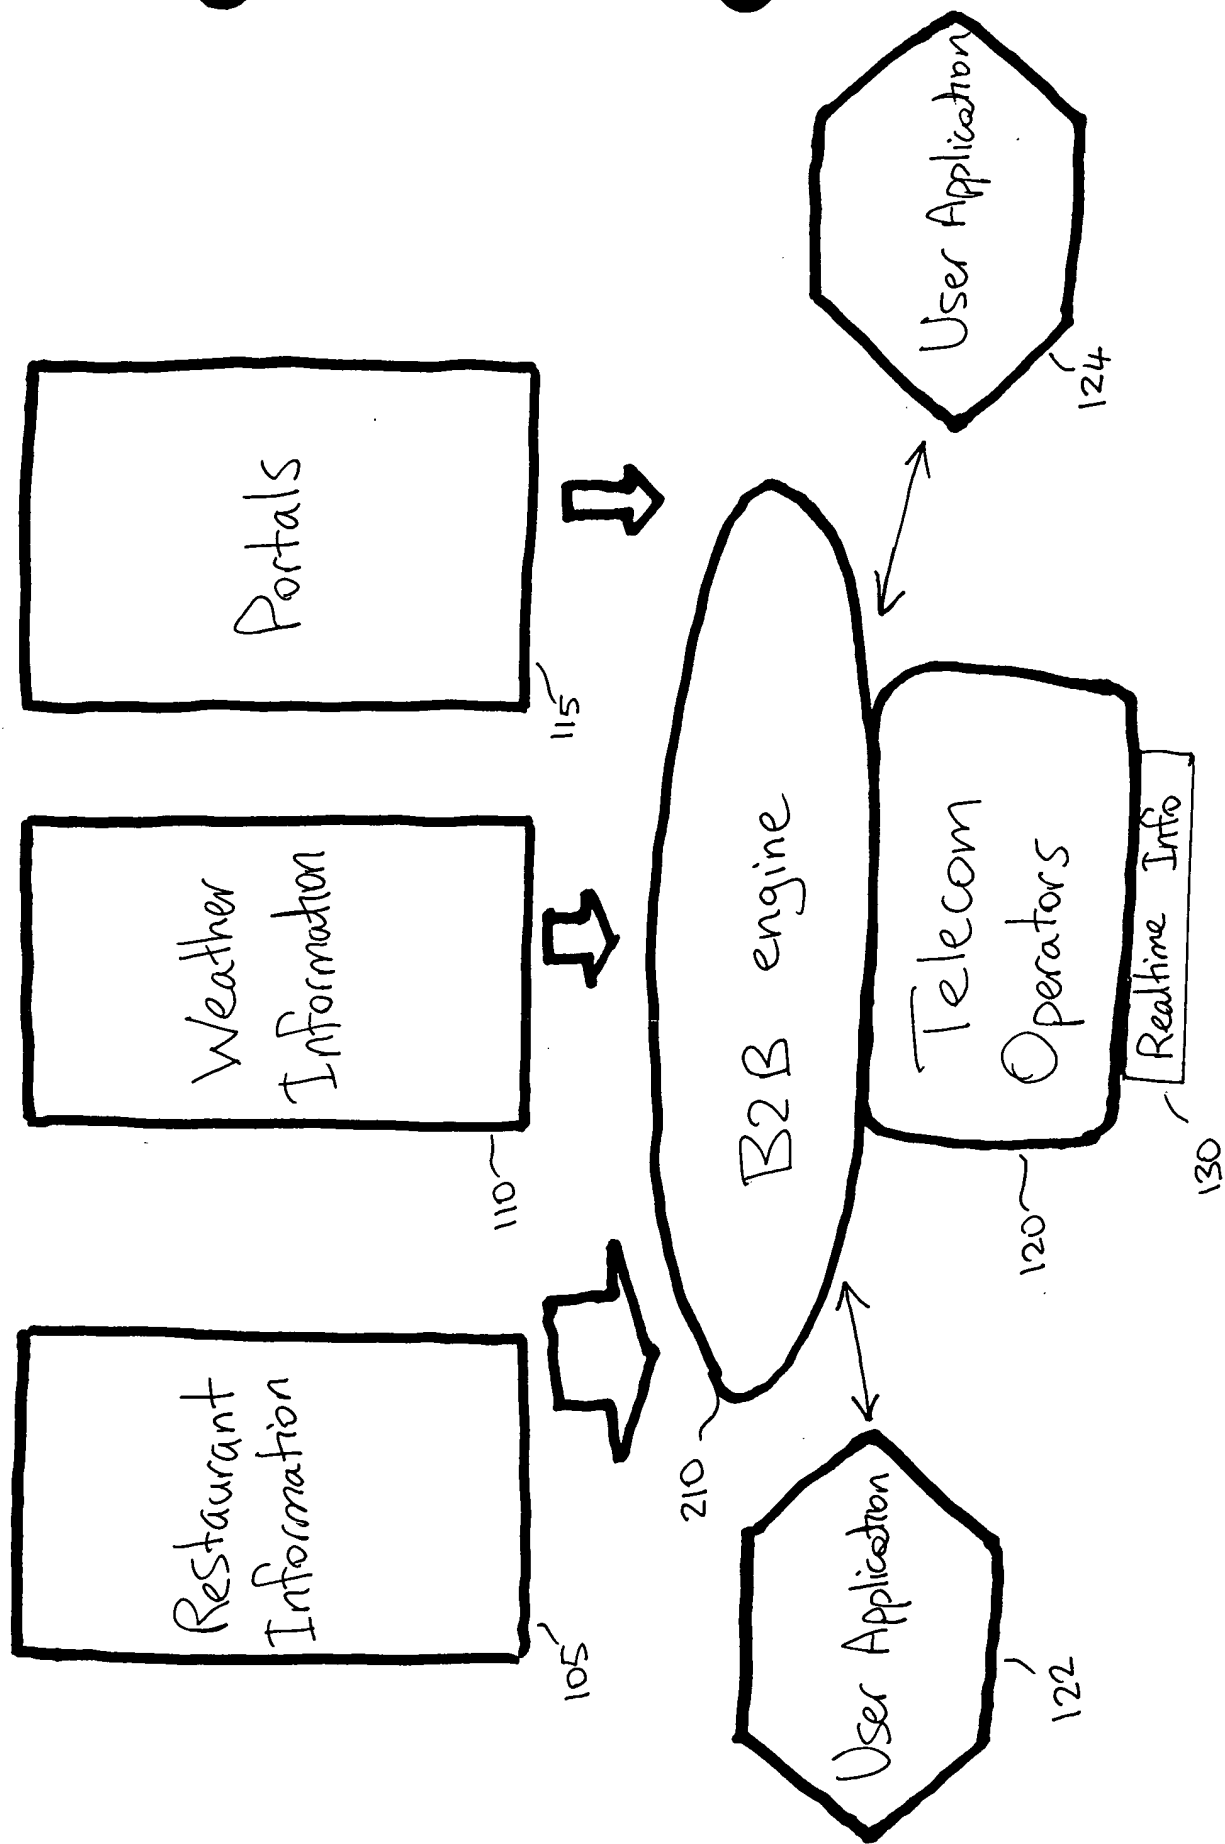 Restaurant
Information
105
Weather
Information
110
Portals
115
B2B engine
210
Telecom
Operators
120
Realtime Info
130
User Application
122
User Application
124